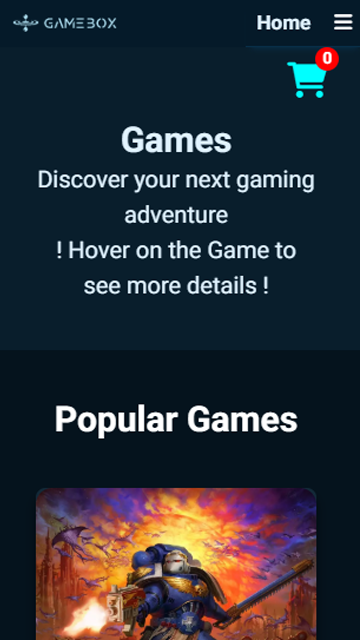 GAMEBOX
Home
0
Games
Discover your next gaming
adventure
! Hover on the Game to
see more details !
Popular Games